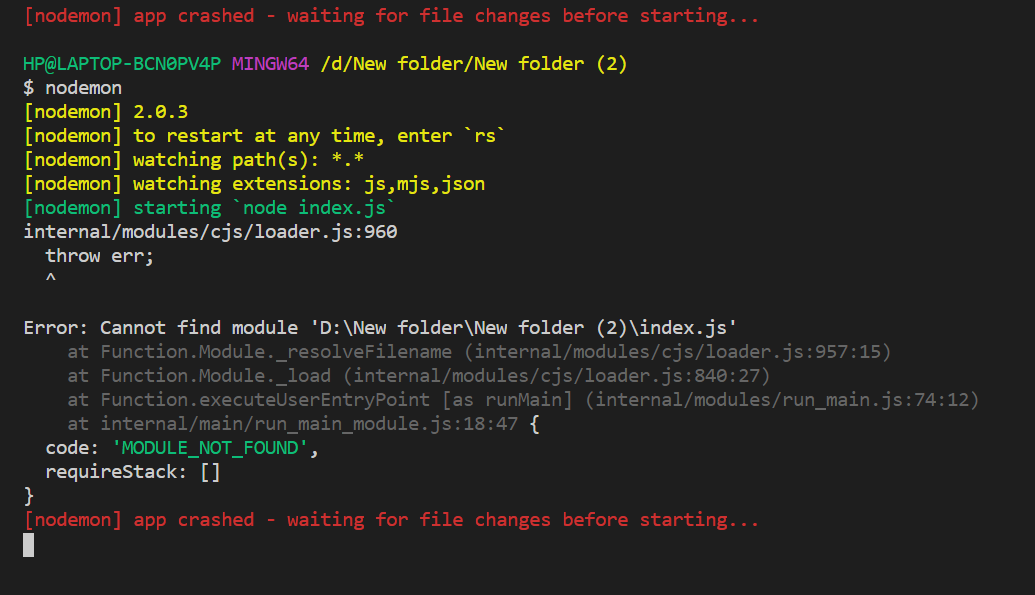 [nodemon] app crashed - waiting for file changes before starting...
HP@LAPTOP-BCN0PV4P MINGW64 /d/New folder/New folder (2)
$ nodemon
[nodemon] 2.0.3
[nodemon] to restart at any time, enter `rs`
[nodemon] watching path(s): *.*
[nodemon] watching extensions: js,mjs,json
[nodemon] starting `node index.js`
internal/modules/cjs/loader.js:960
  throw err;
  ^
Error: Cannot find module 'D:\New folder\New folder (2)\index.js'
    at Function.Module._resolveFilename (internal/modules/cjs/loader.js:957:15)
    at Function.Module._load (internal/modules/cjs/loader.js:840:27)
    at Function.executeUserEntryPoint [as runMain] (internal/modules/run_main.js:74:12)
    at internal/main/run_main_module.js:18:47 {
  code: 'MODULE_NOT_FOUND',
  requireStack: []
}
[nodemon] app crashed - waiting for file changes before starting...